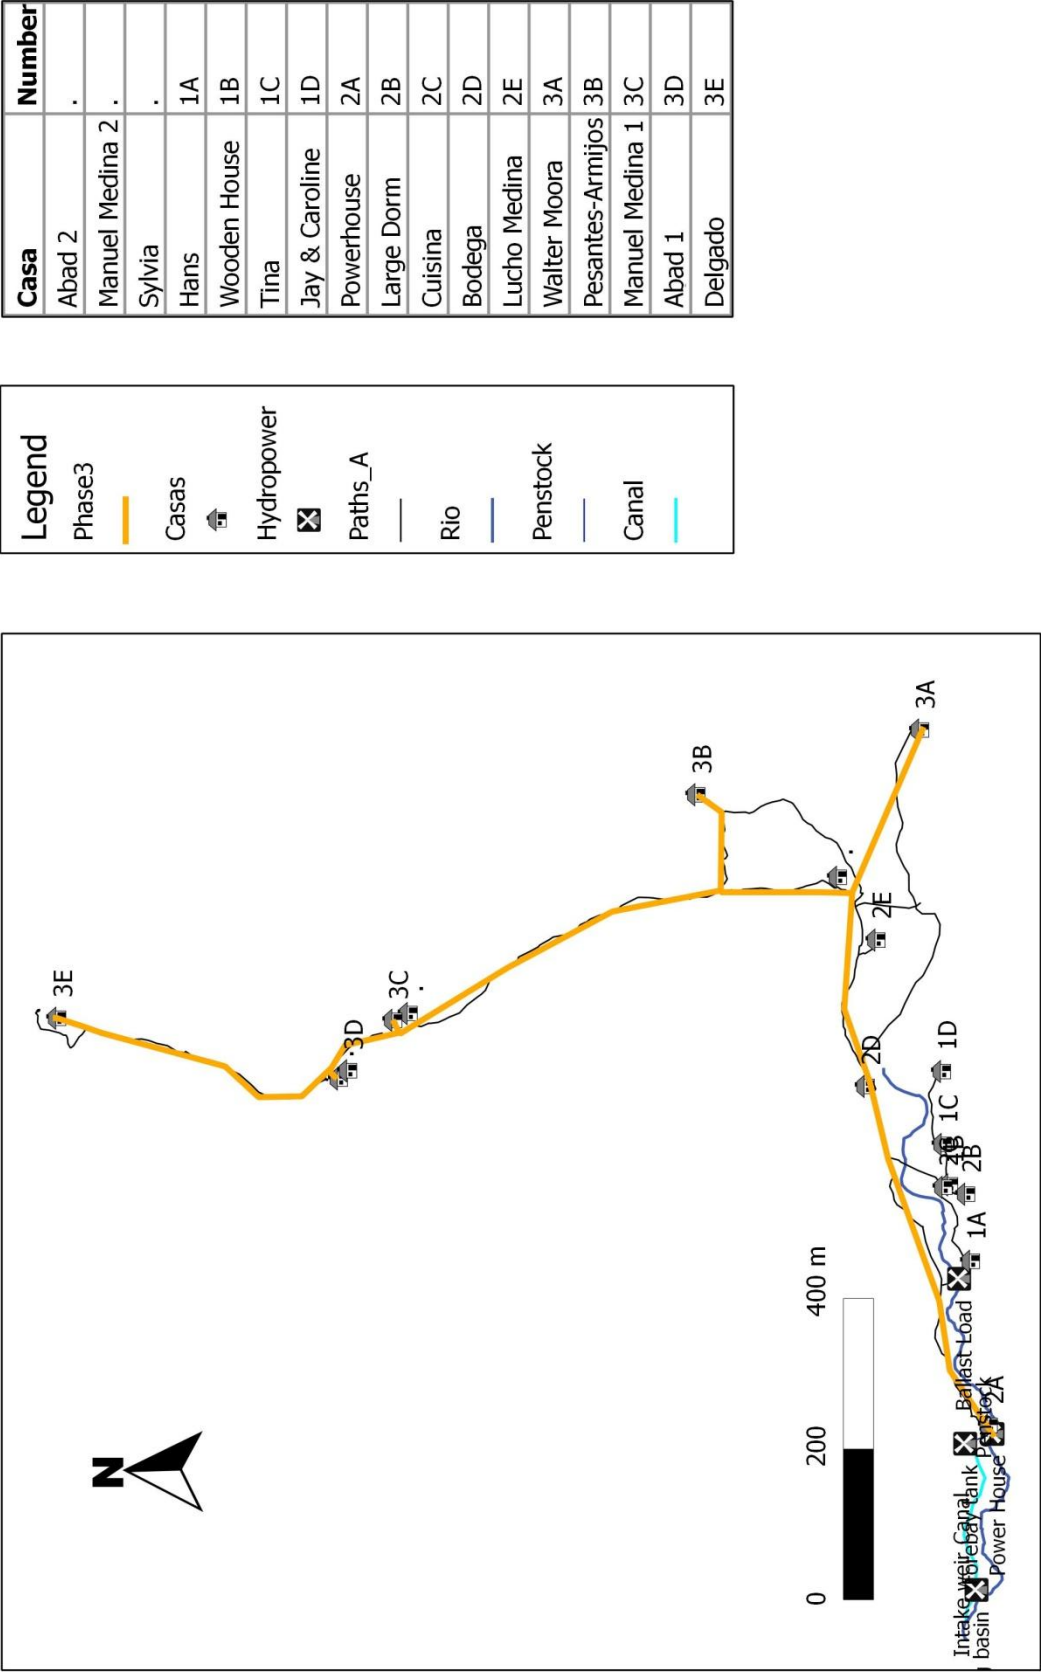 Casa Number
Abad 2 .
Manuel Medina 2 .
Sylvia .
Hans 1A
Wooden House 1B
Tina 1C
Jay & Caroline 1D
Powerhouse 2A
Large Dorm 2B
Cuisina 2C
Bodega 2D
Lucho Medina 2E
Walter Moora 3A
Pesantes-Armijos 3B
Manuel Medina 1 3C
Abad 1 3D
Delgado 3E
Legend
Phase3
Casas
Hydropower
Paths_A
Rio
Penstock
Canal
N
3E
3C
.
.3D
3B
.
3A
2E
2D
1D
1C
2B
1A
0 200 400 m
Ballast Load
2A
Penstock
Intake weir Canal
Forebay tank
Power House
basin